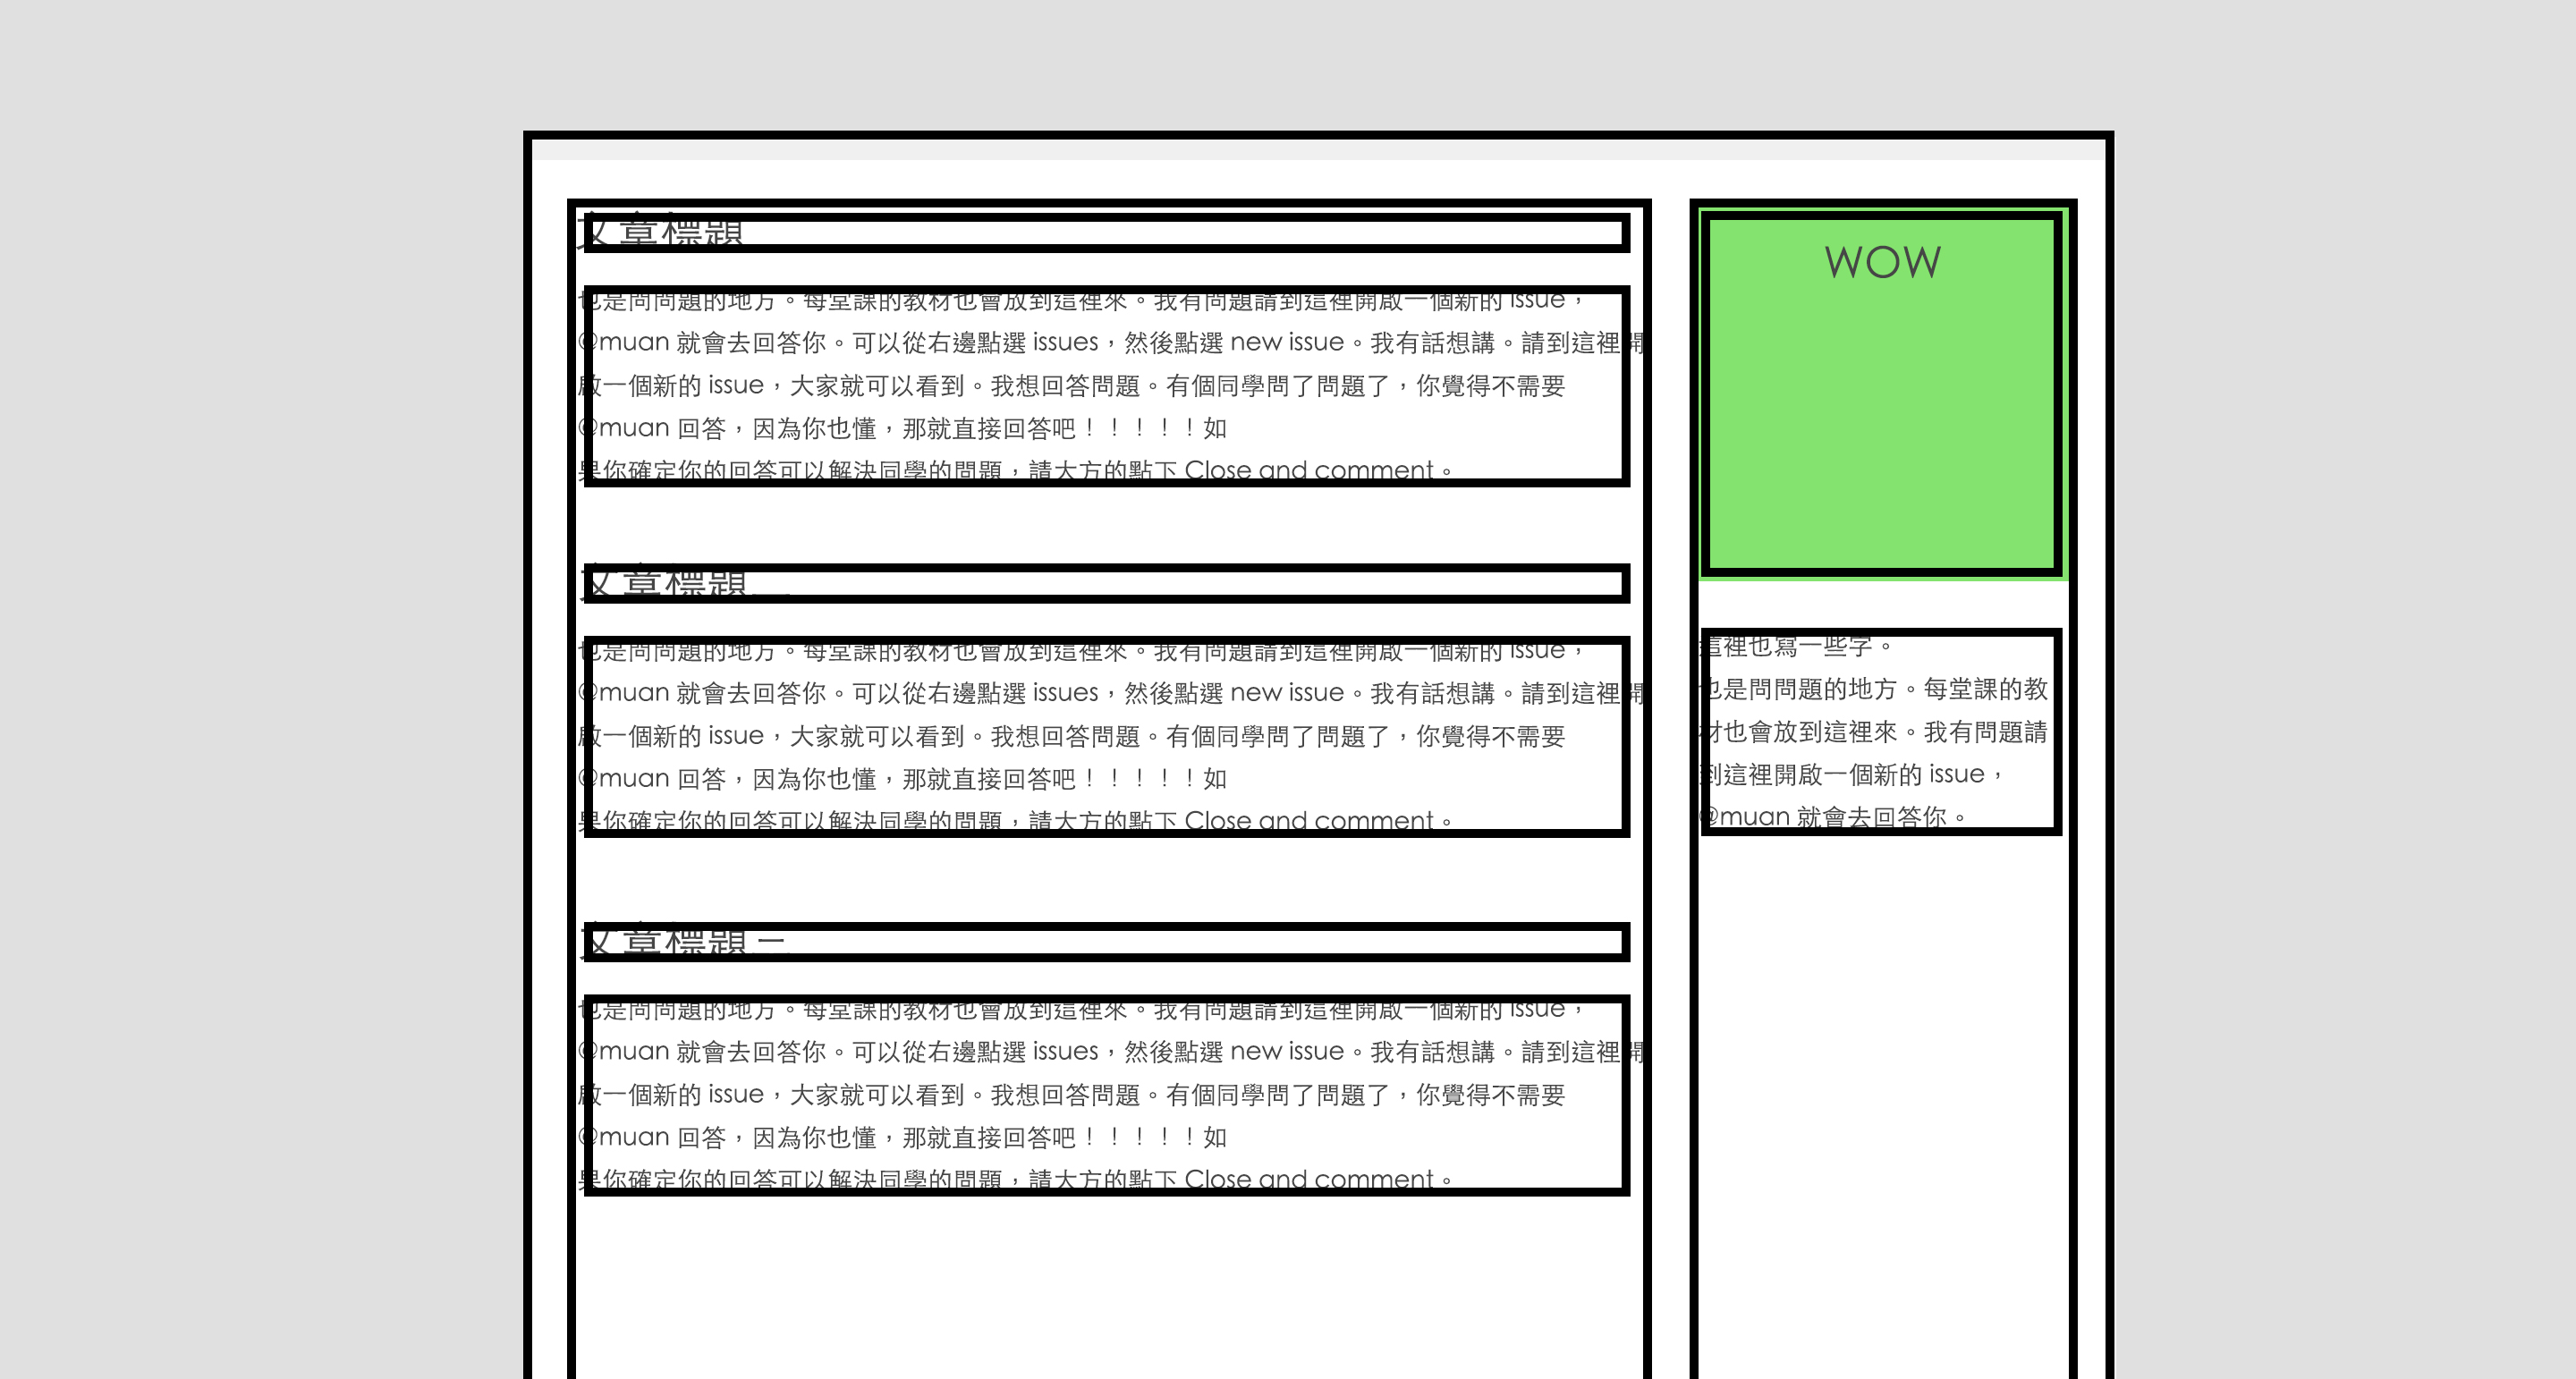 文章標題
也是問問題的地方。每堂課的教材也會放到這裡來。我有問題請到這裡開啟一個新的 issue，
@muan 就會去回答你。可以從右邊點選 issues，然後點選 new issue。我有話想講。請到這裡開
啟一個新的 issue，大家就可以看到。我想回答問題。有個同學問了問題了，你覺得不需要
@muan 回答，因為你也懂，那就直接回答吧！！！！！如
果你確定你的回答可以解決同學的問題，請大方的點下 Close and comment。
文章標題二
也是問問題的地方。每堂課的教材也會放到這裡來。我有問題請到這裡開啟一個新的 issue，
@muan 就會去回答你。可以從右邊點選 issues，然後點選 new issue。我有話想講。請到這裡開
啟一個新的 issue，大家就可以看到。我想回答問題。有個同學問了問題了，你覺得不需要
@muan 回答，因為你也懂，那就直接回答吧！！！！！如
果你確定你的回答可以解決同學的問題，請大方的點下 Close and comment。
文章標題三
也是問問題的地方。每堂課的教材也會放到這裡來。我有問題請到這裡開啟一個新的 issue，
@muan 就會去回答你。可以從右邊點選 issues，然後點選 new issue。我有話想講。請到這裡開
啟一個新的 issue，大家就可以看到。我想回答問題。有個同學問了問題了，你覺得不需要
@muan 回答，因為你也懂，那就直接回答吧！！！！！如
果你確定你的回答可以解決同學的問題，請大方的點下 Close and comment。
WOW
這裡也寫一些字。
也是問問題的地方。每堂課的教
材也會放到這裡來。我有問題請
到這裡開啟一個新的 issue，
@muan 就會去回答你。